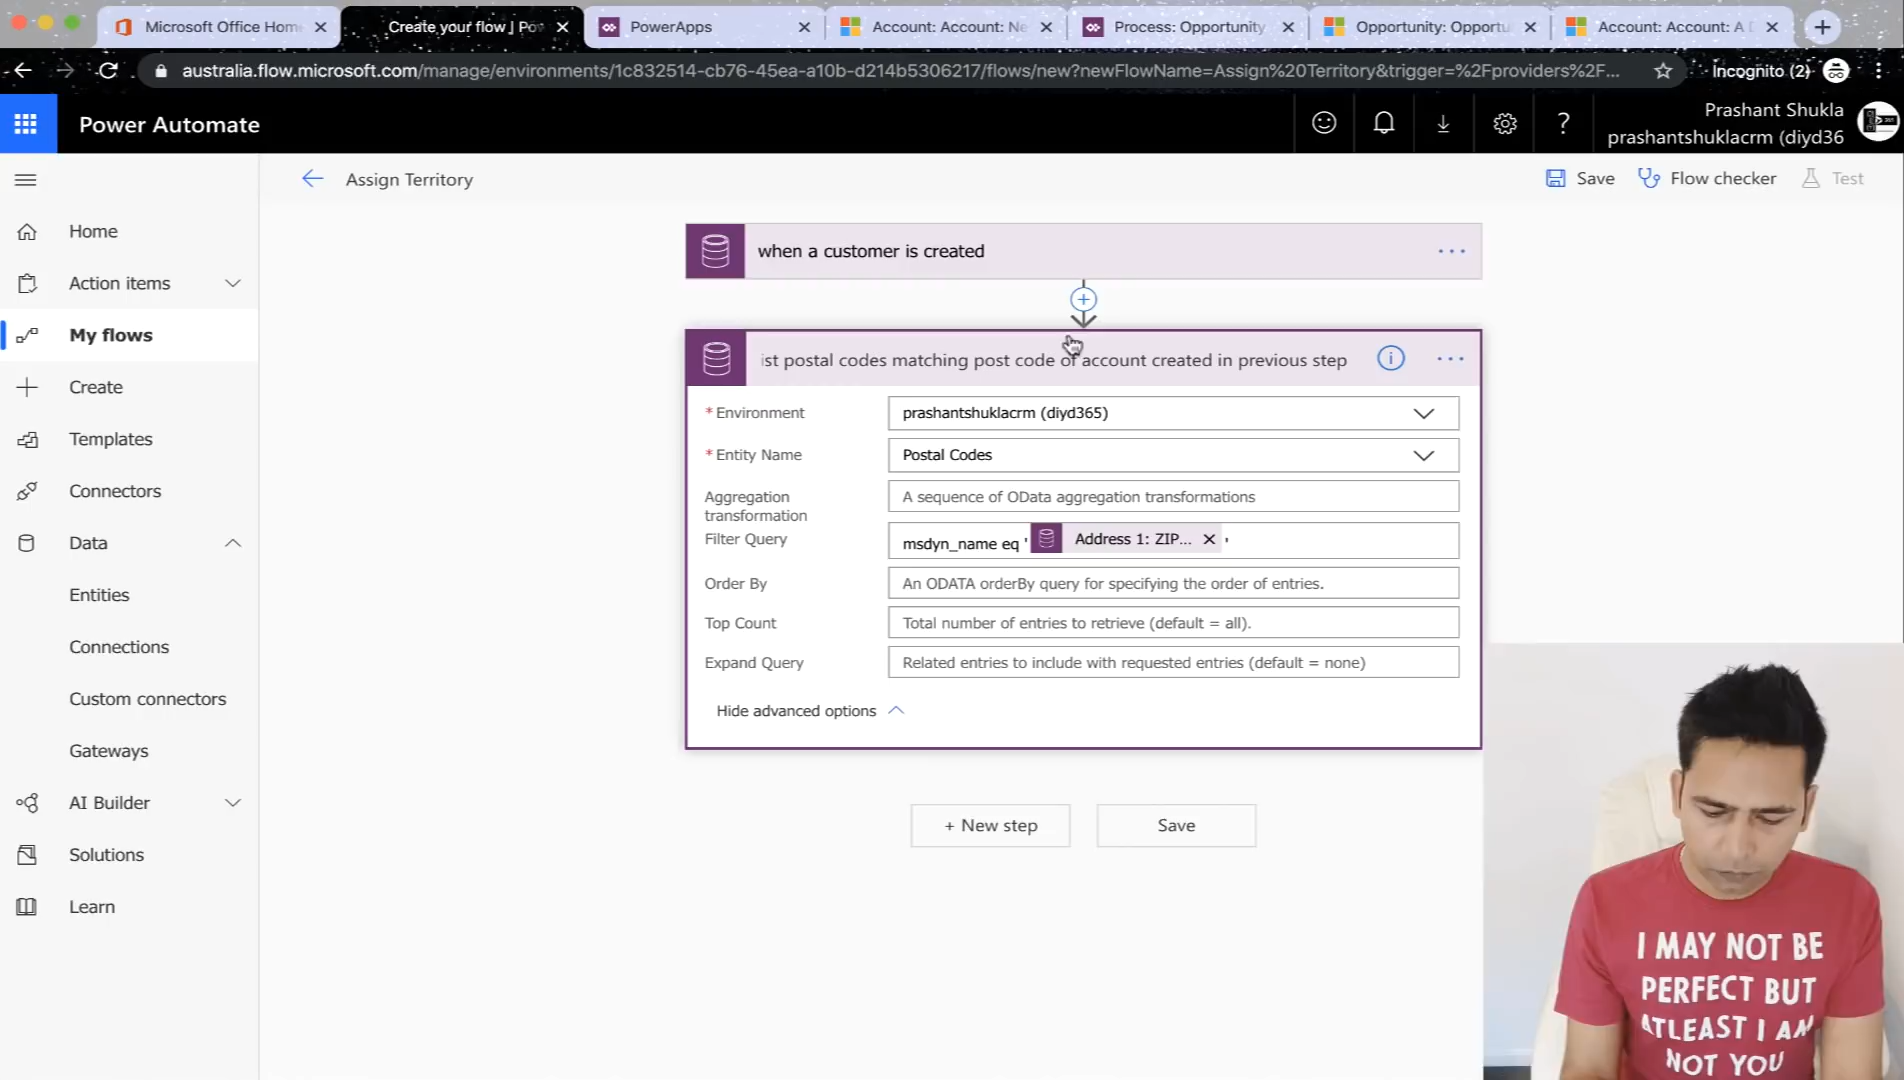 Microsoft Office Hom
Create your flow | Po
PowerApps
Account: Account: Ne
Process: Opportunity
Opportunity: Opportu
Account: Account: A D
australia.flow.microsoft.com/manage/environments/1c832514-cb76-45ea-a10b-d214b5306217/flows/new?newFlowName=Assign%20Territory&trigger=%2Fproviders%2F...
Incognito (2)
Power Automate
Prashant Shukla
prashantshuklacrm (diyd36
Assign Territory
Save
Flow checker
Test
Home
Action items
My flows
Create
Templates
Connectors
Data
Entities
Connections
Custom connectors
Gateways
AI Builder
Solutions
Learn
when a customer is created
ist postal codes matching post code of account created in previous step
* Environment
prashantshuklacrm (diyd365)
* Entity Name
Postal Codes
Aggregation
transformation
A sequence of OData aggregation transformations
Filter Query
msdyn_name eq ' Address 1: ZIP... '
Order By
An ODATA orderBy query for specifying the order of entries.
Top Count
Total number of entries to retrieve (default = all).
Expand Query
Related entries to include with requested entries (default = none)
Hide advanced options
+ New step
Save
I MAY NOT BE
PERFECT BUT
ATLEAST I AM
NOT YOU